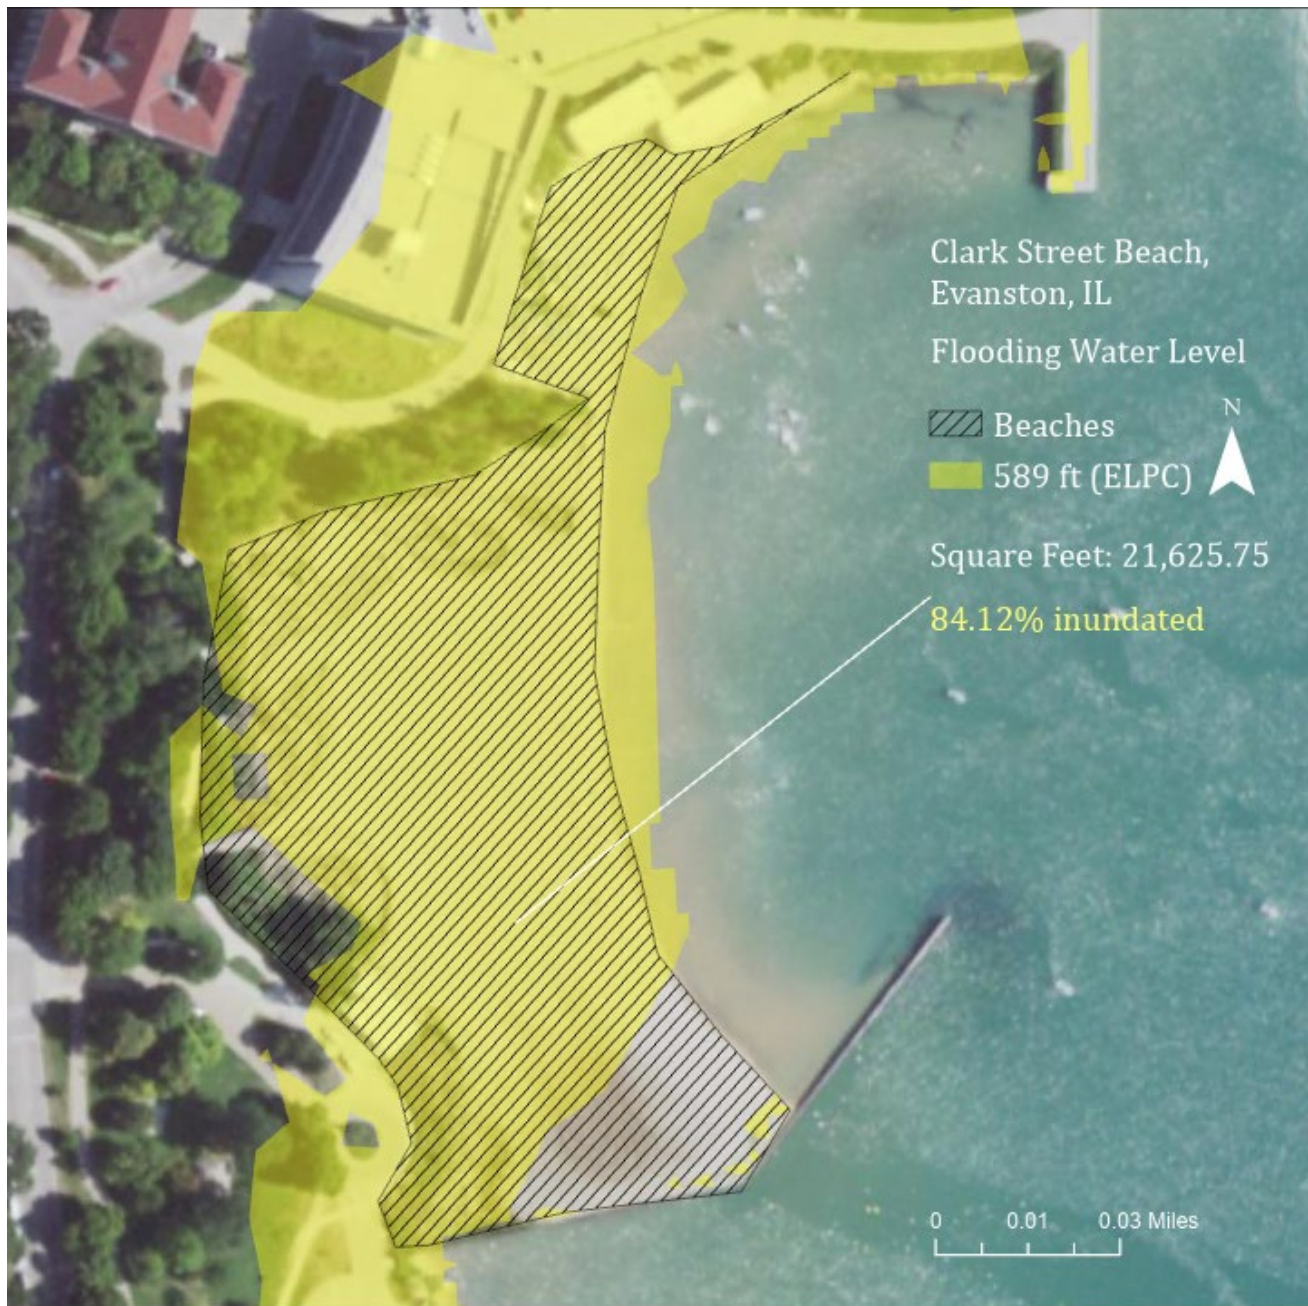 Clark Street Beach,
Evanston, IL
Flooding Water Level
N
Beaches
589 ft (ELPC)
Square Feet: 21,625.75
84.12% inundated
0 0.01 0.03 Miles